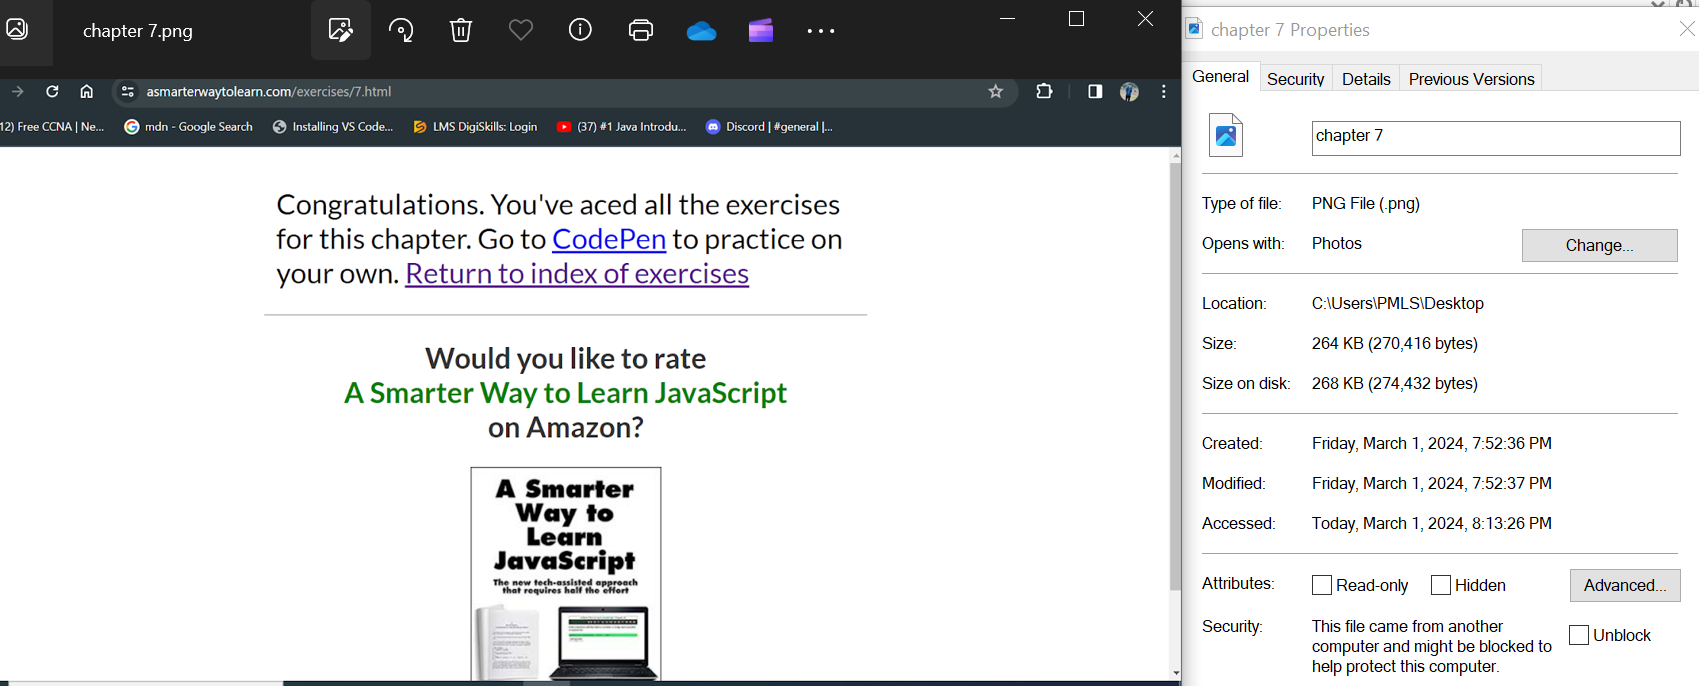 chapter 7.png
asmarterwaytolearn.com/exercises/7.html
12) Free CCNA | Ne...
mdn - Google Search
Installing VS Code...
LMS DigiSkills: Login
(37) #1 Java Introdu...
Discord | #general |...
Congratulations. You've aced all the exercises
for this chapter. Go to CodePen to practice on
your own. Return to index of exercises
Would you like to rate
A Smarter Way to Learn JavaScript
on Amazon?
A Smarter
Way to
Learn
JavaScript
The new tech-assisted approach
that requires half the effort
chapter 7 Properties
General Security Details Previous Versions
chapter 7
Type of file: PNG File (.png)
Opens with: Photos Change...
Location: C:\Users\PMLS\Desktop
Size: 264 KB (270,416 bytes)
Size on disk: 268 KB (274,432 bytes)
Created: Friday, March 1, 2024, 7:52:36 PM
Modified: Friday, March 1, 2024, 7:52:37 PM
Accessed: Today, March 1, 2024, 8:13:26 PM
Attributes: Read-only Hidden Advanced...
Security: This file came from another
computer and might be blocked to
help protect this computer.
Unblock